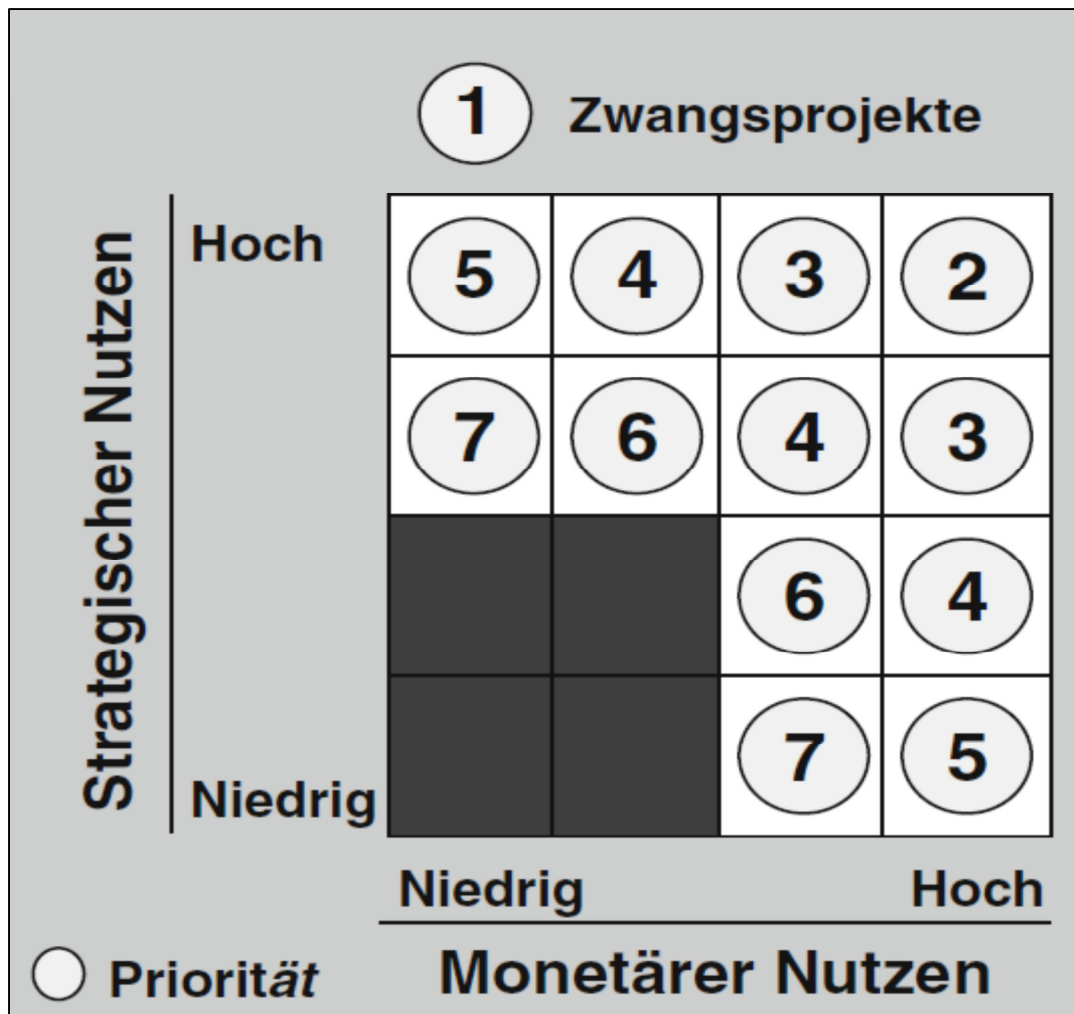 1 Zwangsprojekte
Strategischer Nutzen
Hoch
5 4 3 2
7 6 4 3
6 4
7 5
Niedrig
Niedrig Hoch
Priorität
Monetärer Nutzen